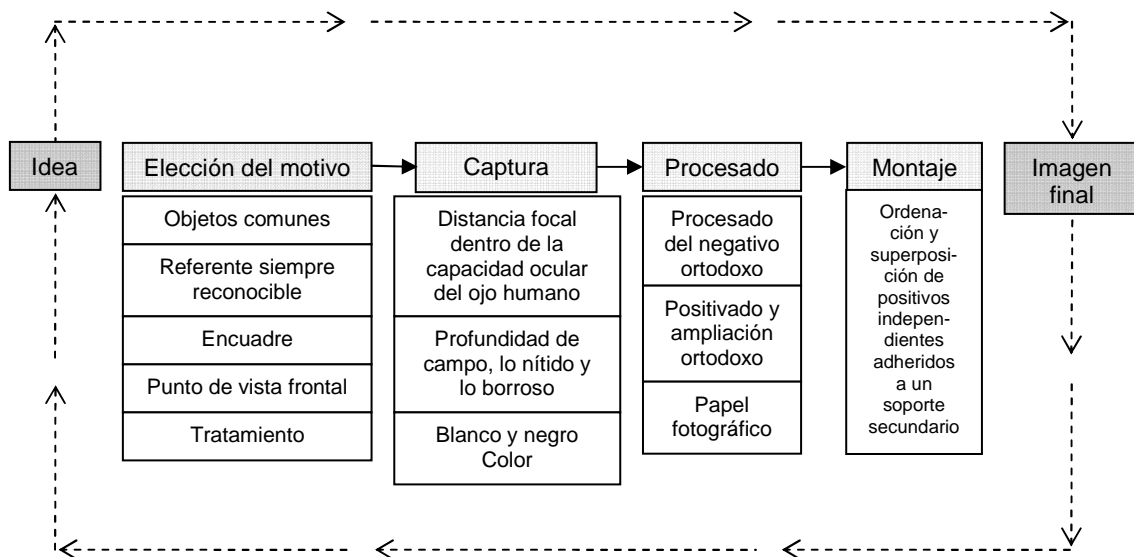 Idea
Elección del motivo
Objetos comunes
Referente siempre
reconocible
Encuadre
Punto de vista frontal
Tratamiento
Captura
Distancia focal
dentro de la
capacidad ocular
del ojo humano
Profundidad de
campo, lo nítido y
lo borroso
Blanco y negro
Color
Procesado
Procesado
del negativo
ortodoxo
Positivado y
ampliación
ortodoxo
Papel
fotográfico
Montaje
Ordena-
ción y
superposi-
ción de
positivos
indepen-
dientes
adheridos
a un
soporte
secundario
Imagen
final